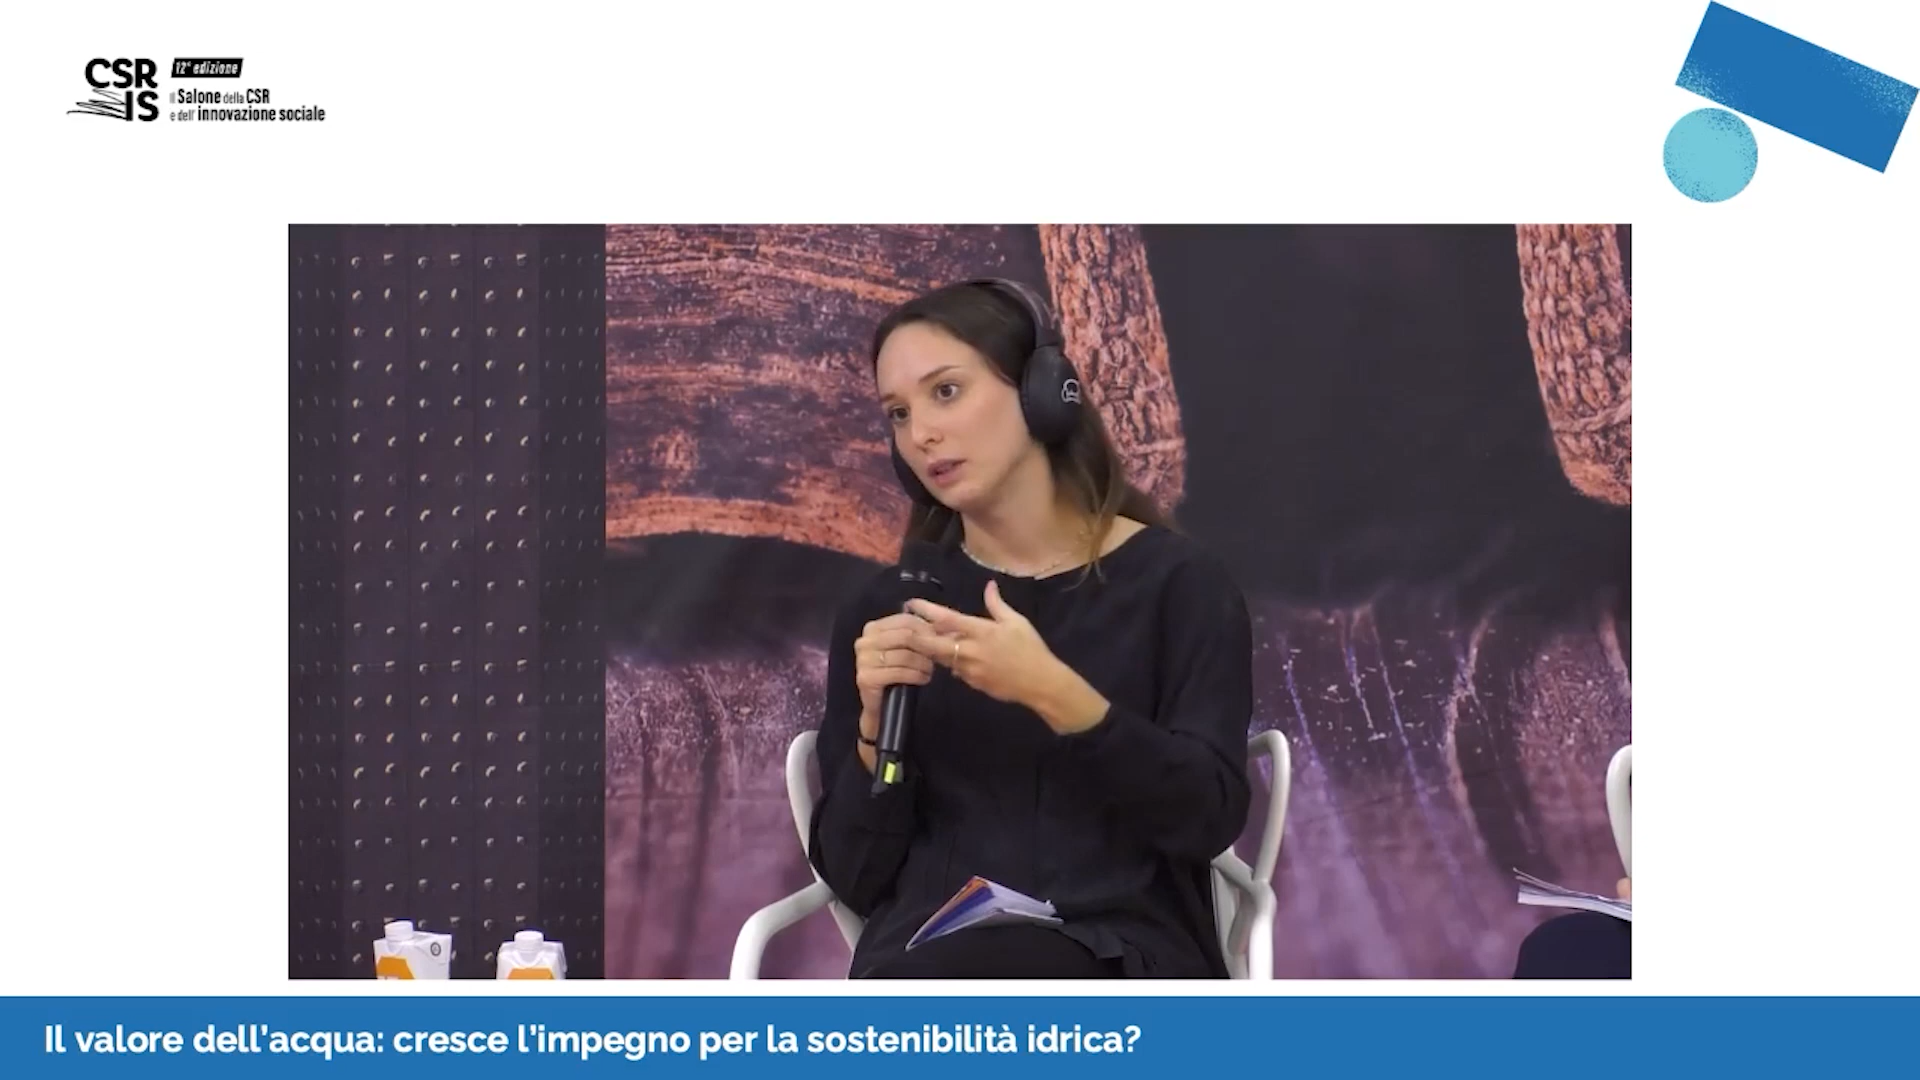 CSR
IS
12ª edizione
Il Salone della CSR
e dell'innovazione sociale
Il valore dell'acqua: cresce l'impegno per la sostenibilità idrica?